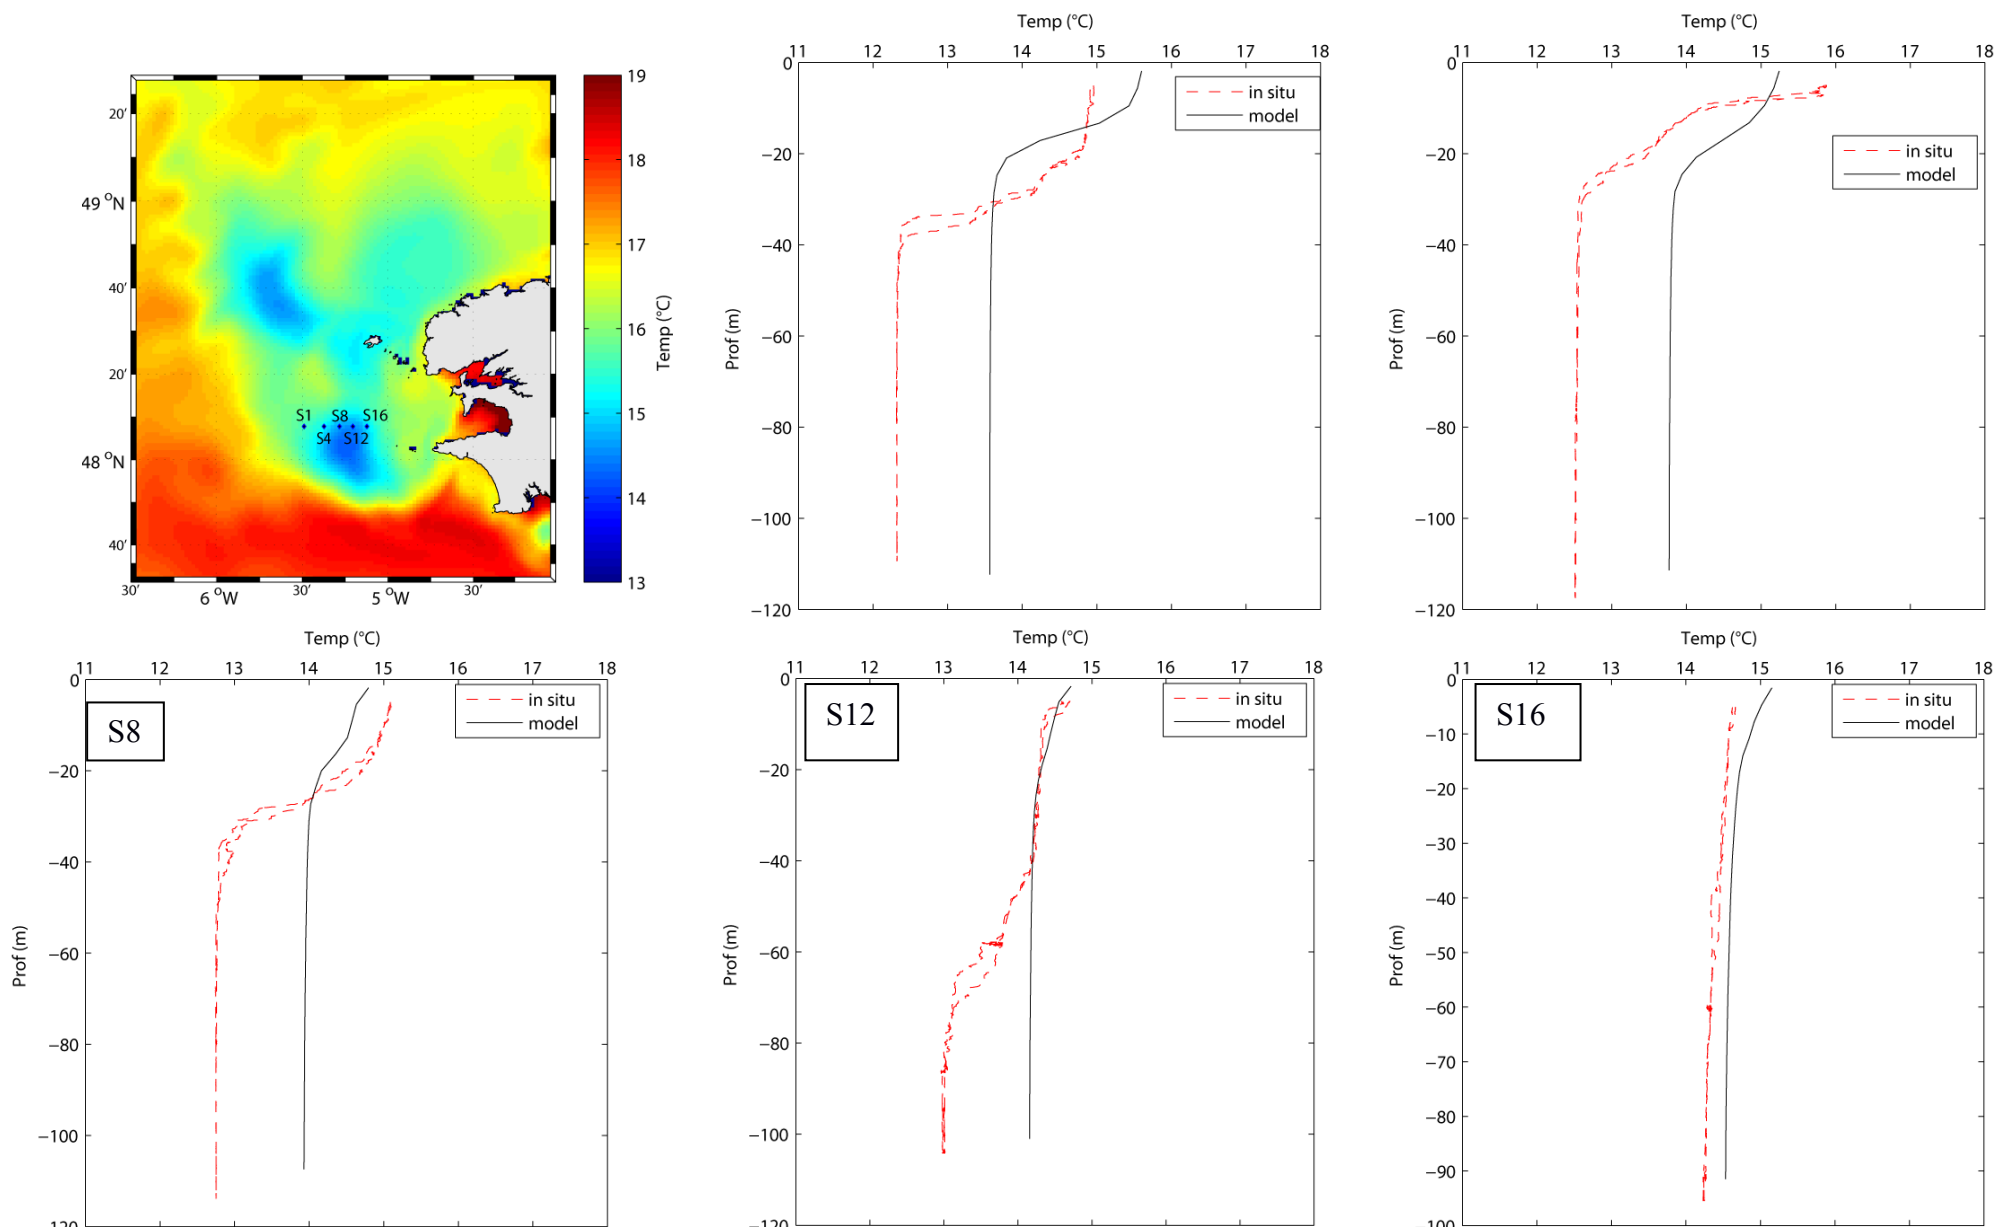 19
18
17
16
15
14
13
Temp (°C)
20′
49 °N
40′
20′
48 °N
40′
30′
6 °W
30′
5 °W
30′
S1
S8
S16
S4
S12
Temp (°C)
11 12 13 14 15 16 17 18
0
−20
−40
−60
−80
−100
−120
Prof (m)
in situ
model
Temp (°C)
11 12 13 14 15 16 17 18
0
−20
−40
−60
−80
−100
−120
Prof (m)
in situ
model
Temp (°C)
11 12 13 14 15 16 17 18
0
−20
−40
−60
−80
−100
−120
Prof (m)
S8
in situ
model
Temp (°C)
11 12 13 14 15 16 17 18
0
−20
−40
−60
−80
−100
−120
Prof (m)
S12
in situ
model
Temp (°C)
11 12 13 14 15 16 17 18
0
−10
−20
−30
−40
−50
−60
−70
−80
−90
−100
Prof (m)
S16
in situ
model